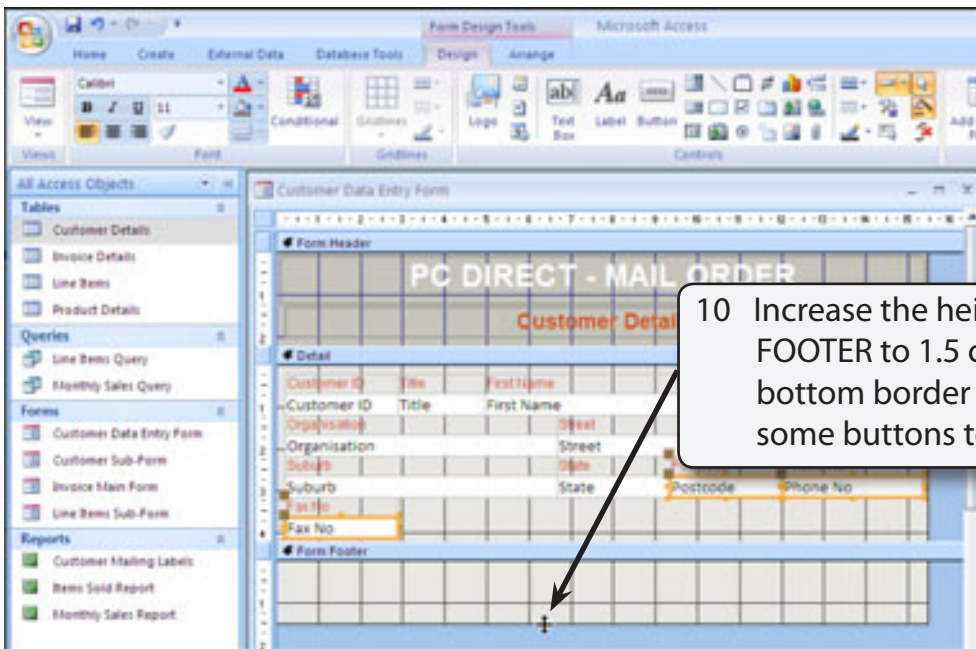 Form Design Tools Microsoft Access
Home Create External Data Database Tools Design Arrange
Calibri
B I U 11
View
Conditional
Gridlines
Logo
ab|
Text Box
Aa
Label
Button
Add
Views
Font
Gridlines
Controls
All Access Objects
Tables
Customer Details
Invoice Details
Line Items
Product Details
Queries
Line Items Query
Monthly Sales Query
Forms
Customer Data Entry Form
Customer Sub-Form
Invoice Main Form
Line Items Sub-Form
Reports
Customer Mailing Labels
Items Sold Report
Monthly Sales Report
Customer Data Entry Form
Form Header
PC DIRECT - MAIL ORDER
Customer Detai
Detail
Customer ID Title First Name
Customer ID Title First Name
Organisation Street
Organisation Street
Suburb State
Suburb State Postcode Phone No
Fax No
Fax No
Form Footer
10 Increase the hei
FOOTER to 1.5 c
bottom border
some buttons to